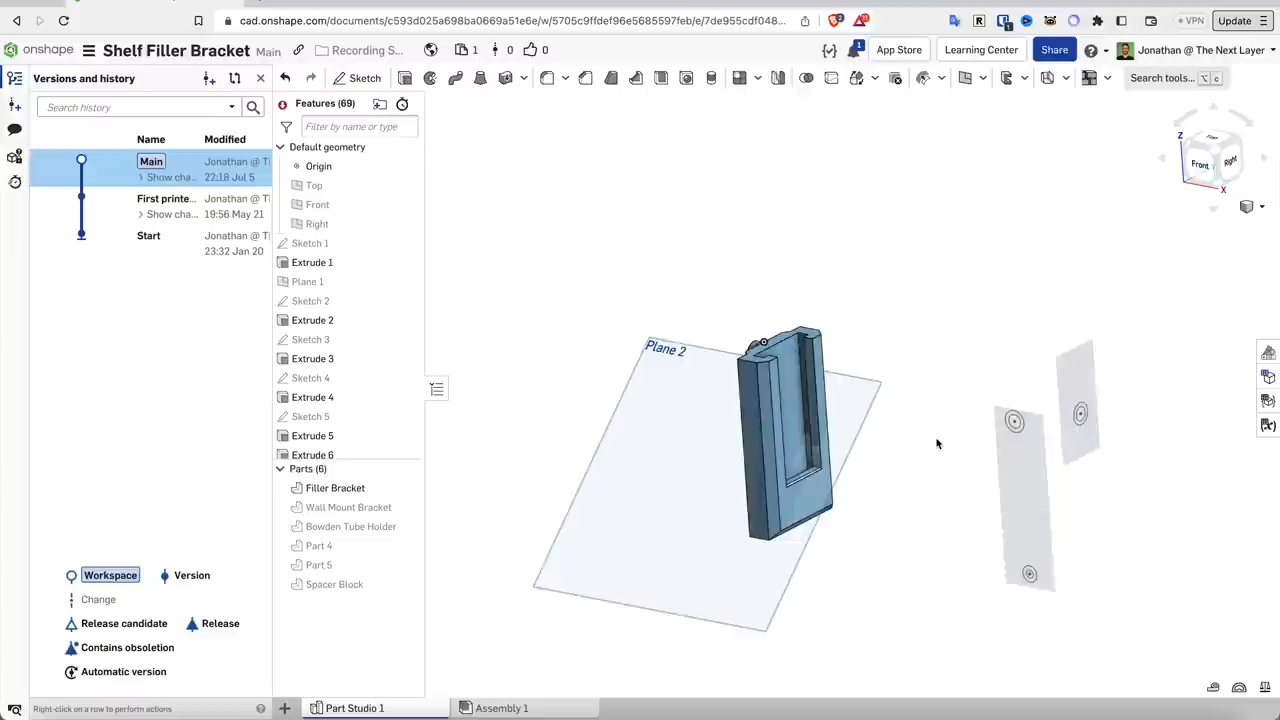 cad.onshape.com/documents/c593d025a698ba0669a51e6e/w/5705c9ffdef96e5685597feb/e/7de955cdf048...
VPN
Update
onshape
Shelf Filler Bracket
Main
Recording S...
1
0
0
1
App Store
Learning Center
Share
Jonathan @ The Next Layer
Versions and history
Sketch
Search tools...
c
Search history
Features (69)
Filter by name or type
Name
Modified
Main
Jonathan @ T
Show cha...
22:18 Jul 5
First printe...
Jonathan @ T
Show cha...
19:56 May 21
Start
Jonathan @ T
23:32 Jan 20
Default geometry
Origin
Top
Front
Right
Sketch 1
Extrude 1
Plane 1
Sketch 2
Extrude 2
Sketch 3
Extrude 3
Sketch 4
Extrude 4
Sketch 5
Extrude 5
Extrude 6
Parts (6)
Filler Bracket
Wall Mount Bracket
Bowden Tube Holder
Part 4
Part 5
Spacer Block
Plane 2
Z
Front
Right
X
Workspace
Version
Change
Release candidate
Release
Contains obsoletion
Automatic version
Right-click on a row to perform actions
Part Studio 1
Assembly 1